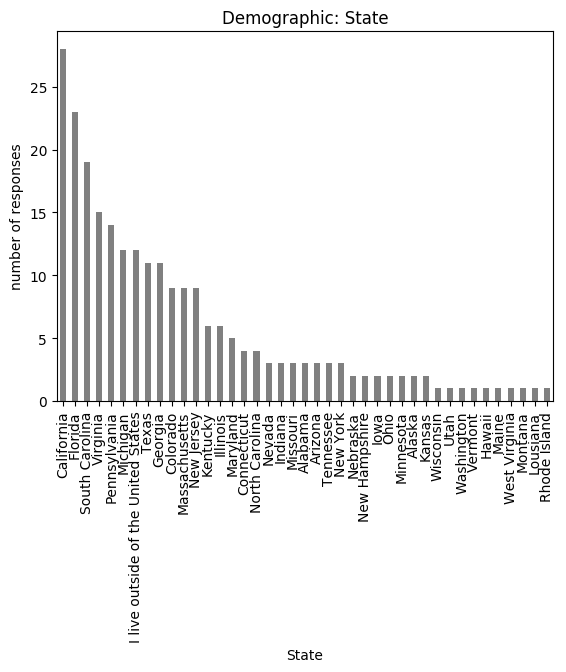 Demographic: State
number of responses
25
20
15
10
5
0
California
Florida
South Carolina
Virginia
Pennsylvania
Michigan
I live outside of the United States
Texas
Georgia
Colorado
Massachusetts
New Jersey
Kentucky
Illinois
Maryland
Connecticut
North Carolina
Nevada
Indiana
Missouri
Alabama
Arizona
Tennessee
New York
Nebraska
New Hampshire
Iowa
Ohio
Minnesota
Alaska
Kansas
Wisconsin
Utah
Washington
Vermont
Hawaii
Maine
West Virginia
Montana
Lousiana
Rhode Island
State